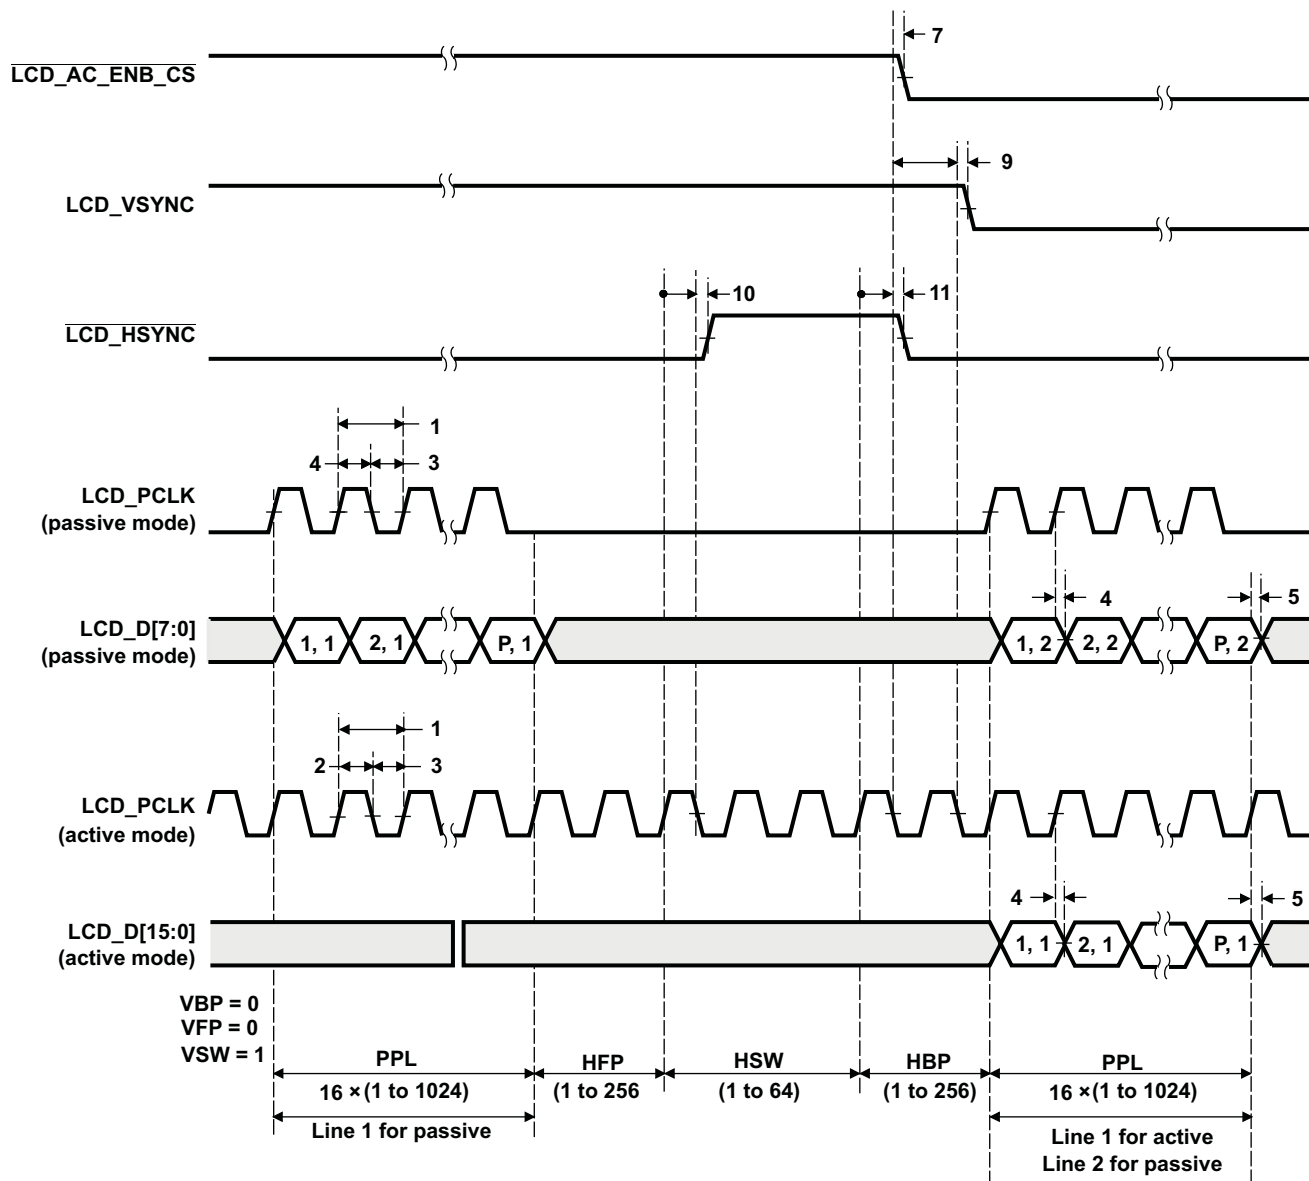 7
LCD_AC_ENB_CS
9
LCD_VSYNC
10
11
LCD_HSYNC
1
4
3
LCD_PCLK
(passive mode)
4
5
LCD_D[7:0]
(passive mode)
1, 1
2, 1
P, 1
1, 2
2, 2
P, 2
1
2
3
LCD_PCLK
(active mode)
4
5
LCD_D[15:0]
(active mode)
1, 1
2, 1
P, 1
VBP = 0
VFP = 0
VSW = 1
PPL
HFP
HSW
HBP
PPL
16 × (1 to 1024)
(1 to 256
(1 to 64)
(1 to 256)
16 × (1 to 1024)
Line 1 for passive
Line 1 for active
Line 2 for passive